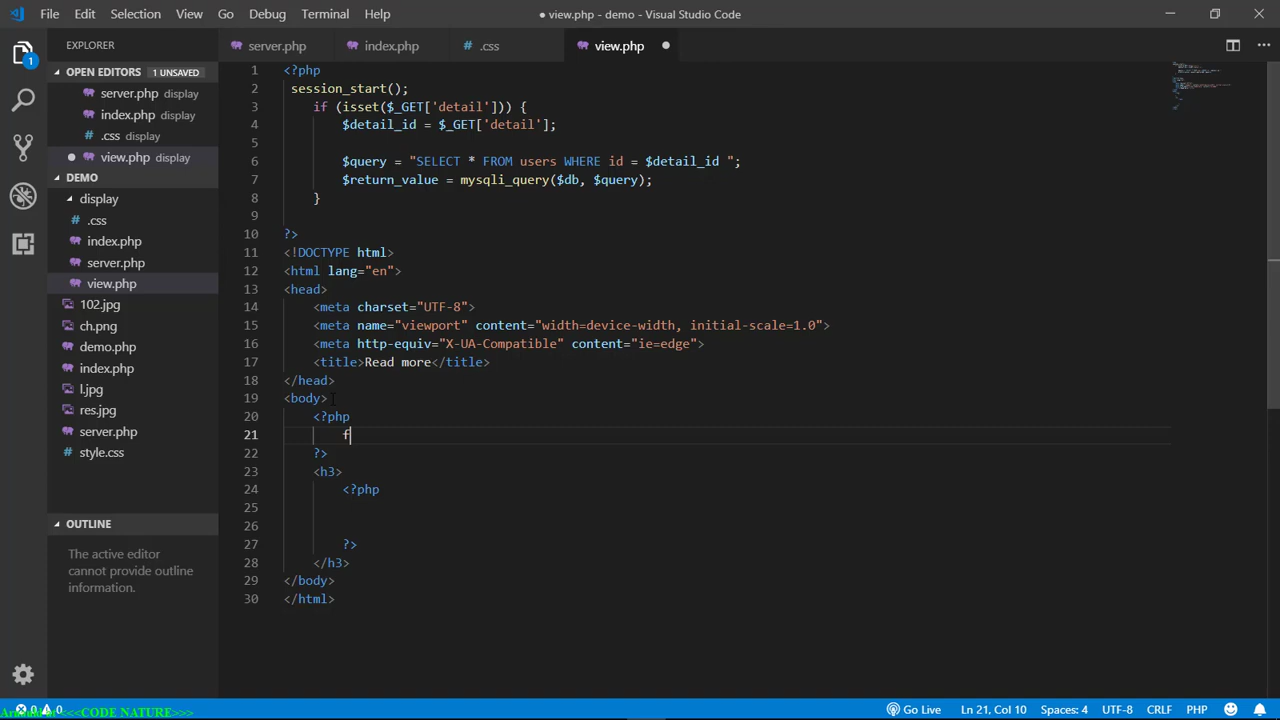 File Edit Selection View Go Debug Terminal Help
● view.php - demo - Visual Studio Code
EXPLORER
OPEN EDITORS 1 UNSAVED
server.php display
index.php display
.css display
view.php display
DEMO
display
.css
index.php
server.php
view.php
102.jpg
ch.png
demo.php
index.php
l.jpg
res.jpg
server.php
style.css
OUTLINE
The active editor
cannot provide outline
information.
1
server.php index.php .css view.php
1 <?php
2 session_start();
3 if (isset($_GET['detail'])) {
4 $detail_id = $_GET['detail'];
5
6 $query = "SELECT * FROM users WHERE id = $detail_id ";
7 $return_value = mysqli_query($db, $query);
8 }
9
10 ?>
11 <!DOCTYPE html>
12 <html lang="en">
13 <head>
14 <meta charset="UTF-8">
15 <meta name="viewport" content="width=device-width, initial-scale=1.0">
16 <meta http-equiv="X-UA-Compatible" content="ie=edge">
17 <title>Read more</title>
18 </head>
19 <body>
20 <?php
21 f
22 ?>
23 <h3>
24 <?php
25
26
27 ?>
28 </h3>
29 </body>
30 </html>
0 0
<<<CODE NATURE>>>
Go Live Ln 21, Col 10 Spaces: 4 UTF-8 CRLF PHP